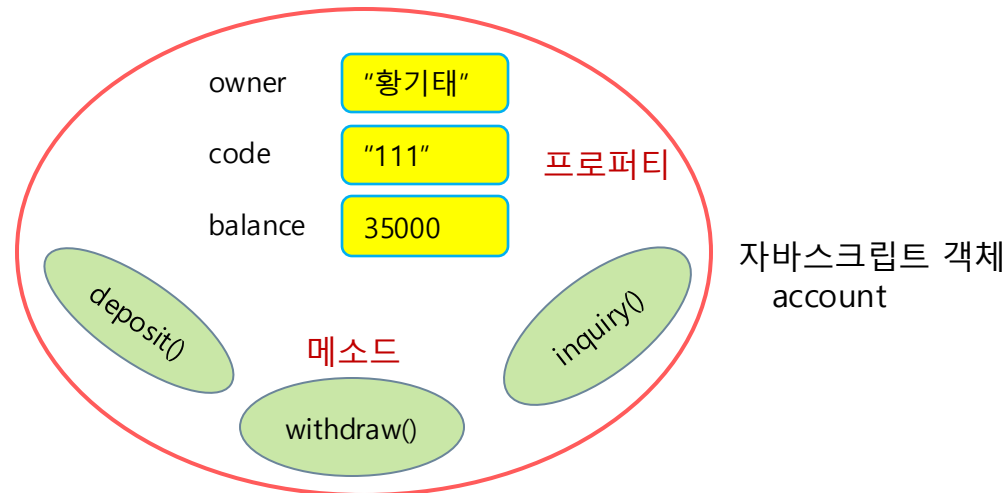 owner “황기태”
code “111”
프로퍼티
balance 35000
자바스크립트 객체
account
deposit()
inquiry()
메소드
withdraw()